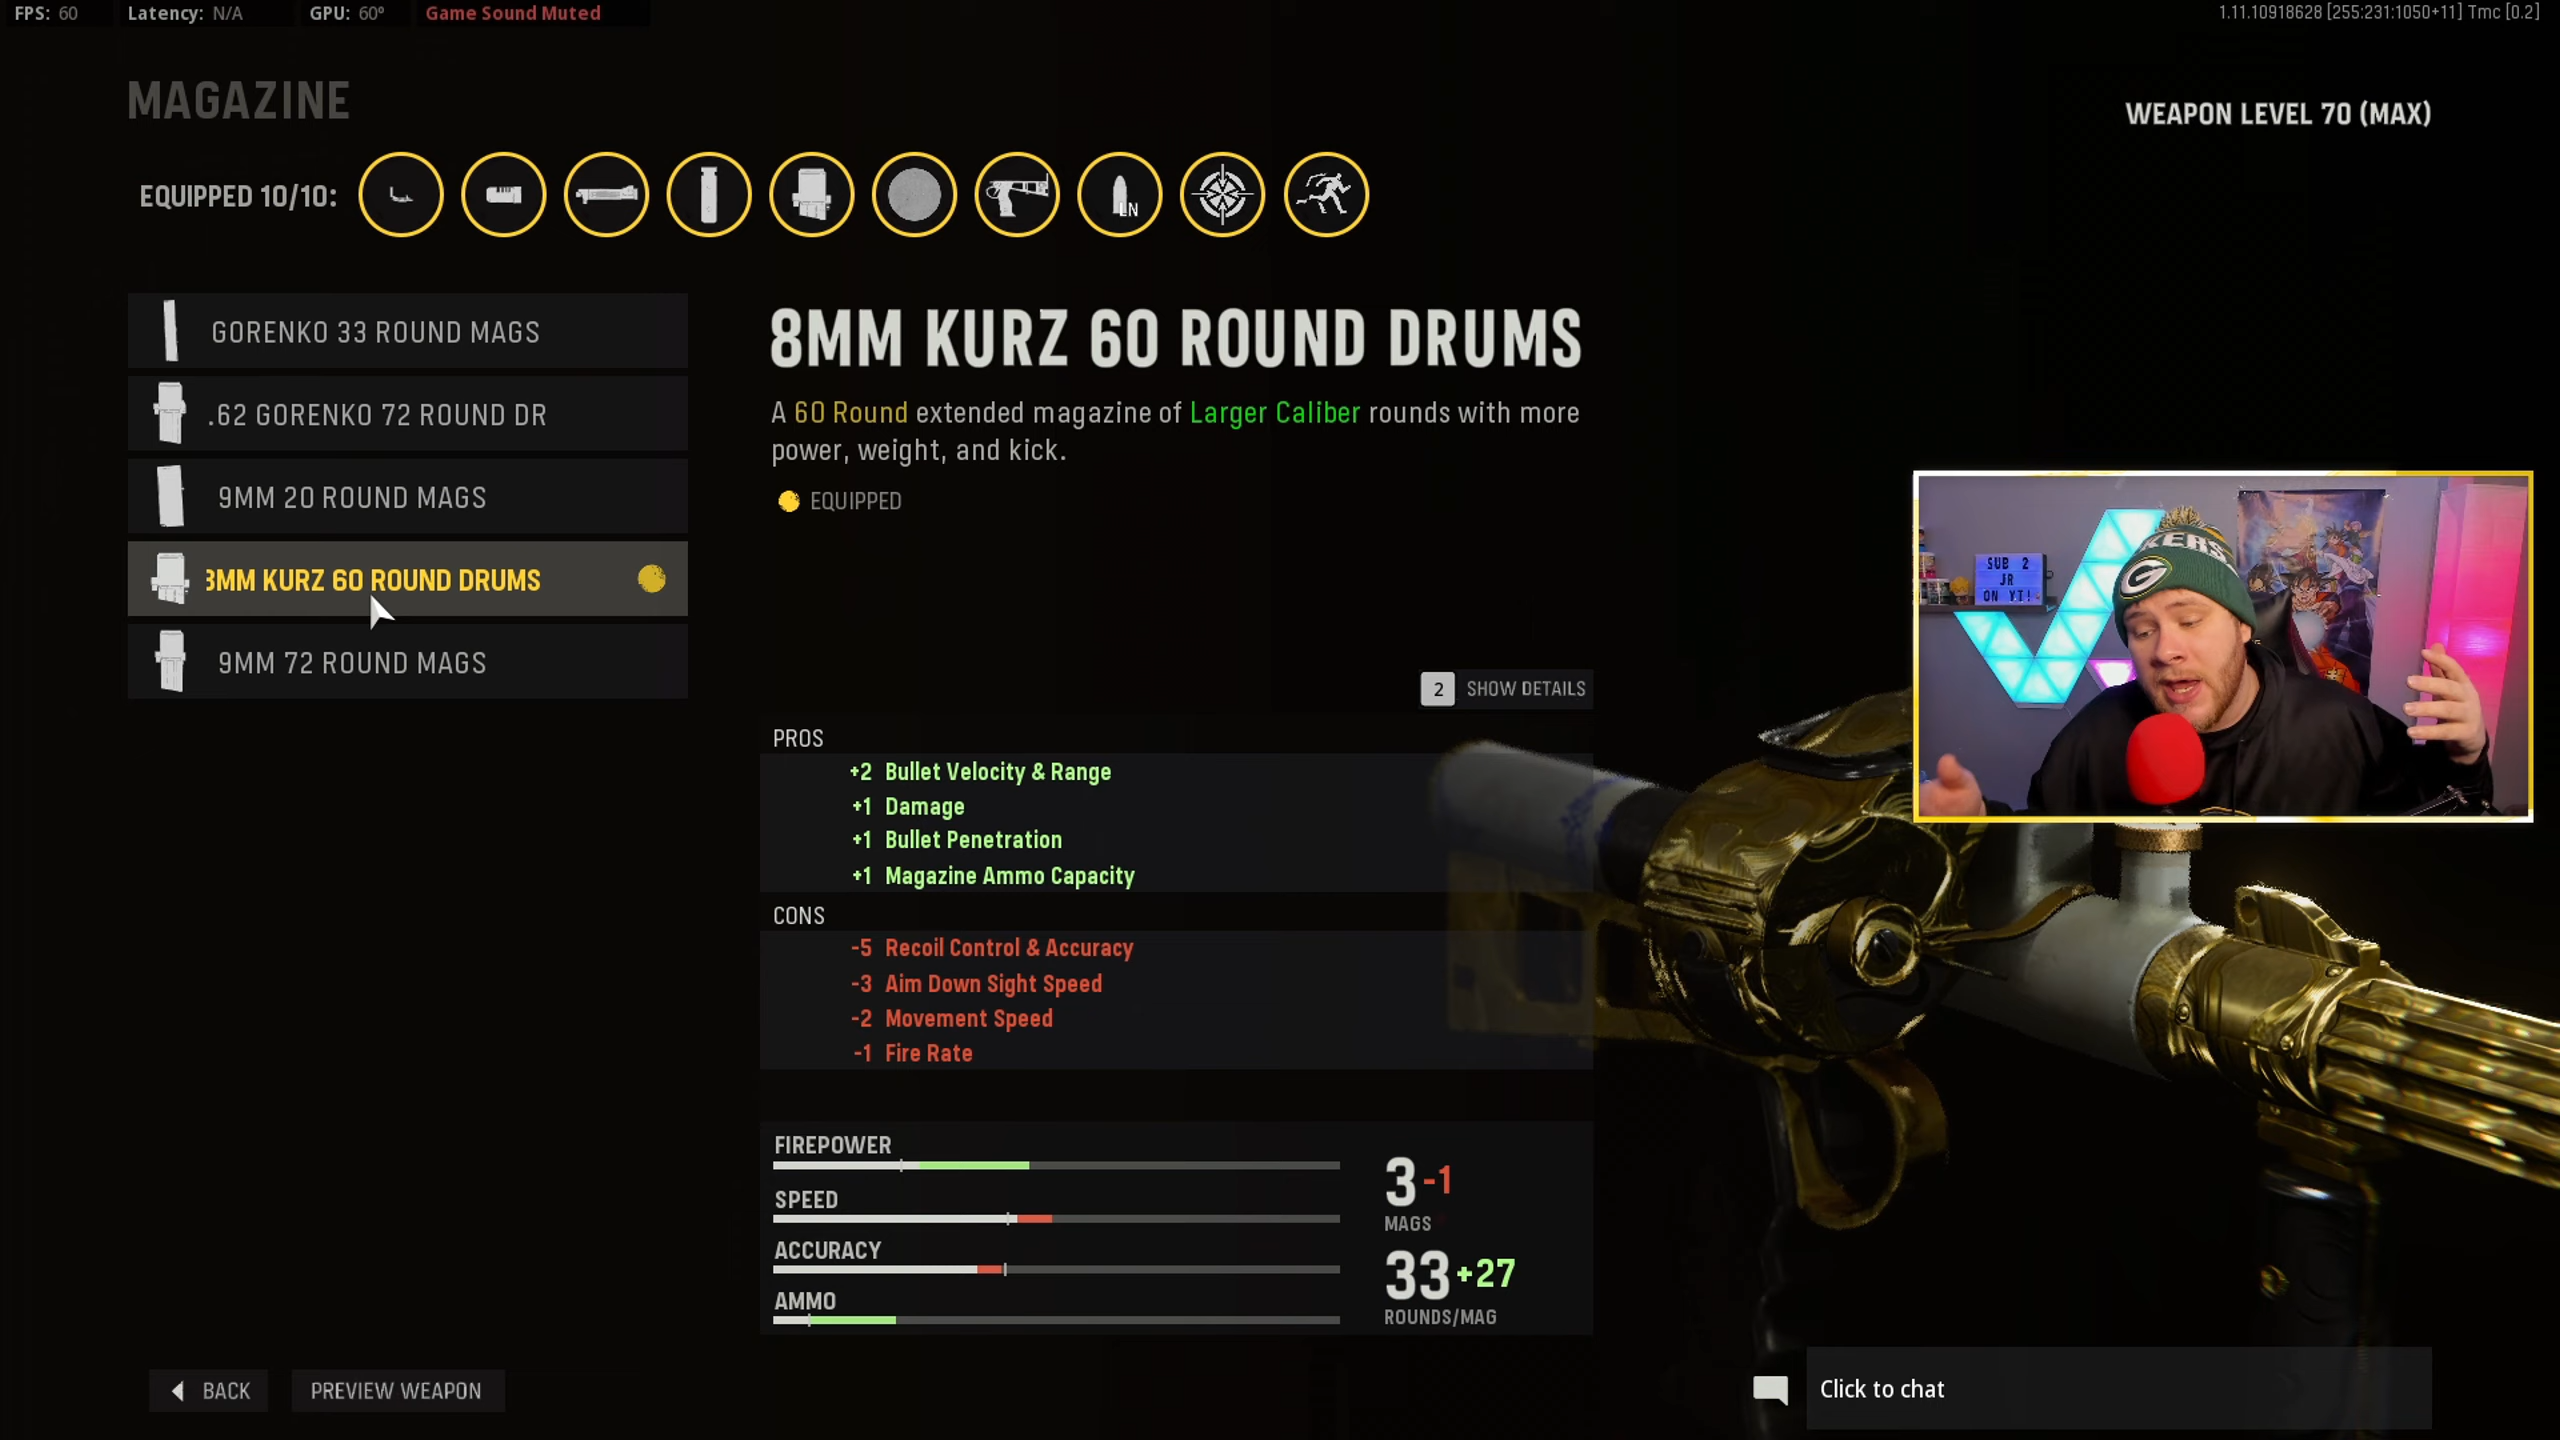 FPS: 60 Latency: N/A GPU: 60° Game Sound Muted
1.11.10918628 [255:231:1050+11] Tmc [0.2]
MAGAZINE
WEAPON LEVEL 70 (MAX)
EQUIPPED 10/10:
LN
GORENKO 33 ROUND MAGS
.62 GORENKO 72 ROUND DR
9MM 20 ROUND MAGS
8MM KURZ 60 ROUND DRUMS
9MM 72 ROUND MAGS
8MM KURZ 60 ROUND DRUMS
A 60 Round extended magazine of Larger Caliber rounds with more
power, weight, and kick.
EQUIPPED
2 SHOW DETAILS
PROS
+2 Bullet Velocity & Range
+1 Damage
+1 Bullet Penetration
+1 Magazine Ammo Capacity
CONS
-5 Recoil Control & Accuracy
-3 Aim Down Sight Speed
-2 Movement Speed
-1 Fire Rate
FIREPOWER
SPEED
ACCURACY
AMMO
3 -1
MAGS
33 +27
ROUNDS/MAG
SUB 2
JR
ON YT!
KERS
G
BACK
PREVIEW WEAPON
Click to chat